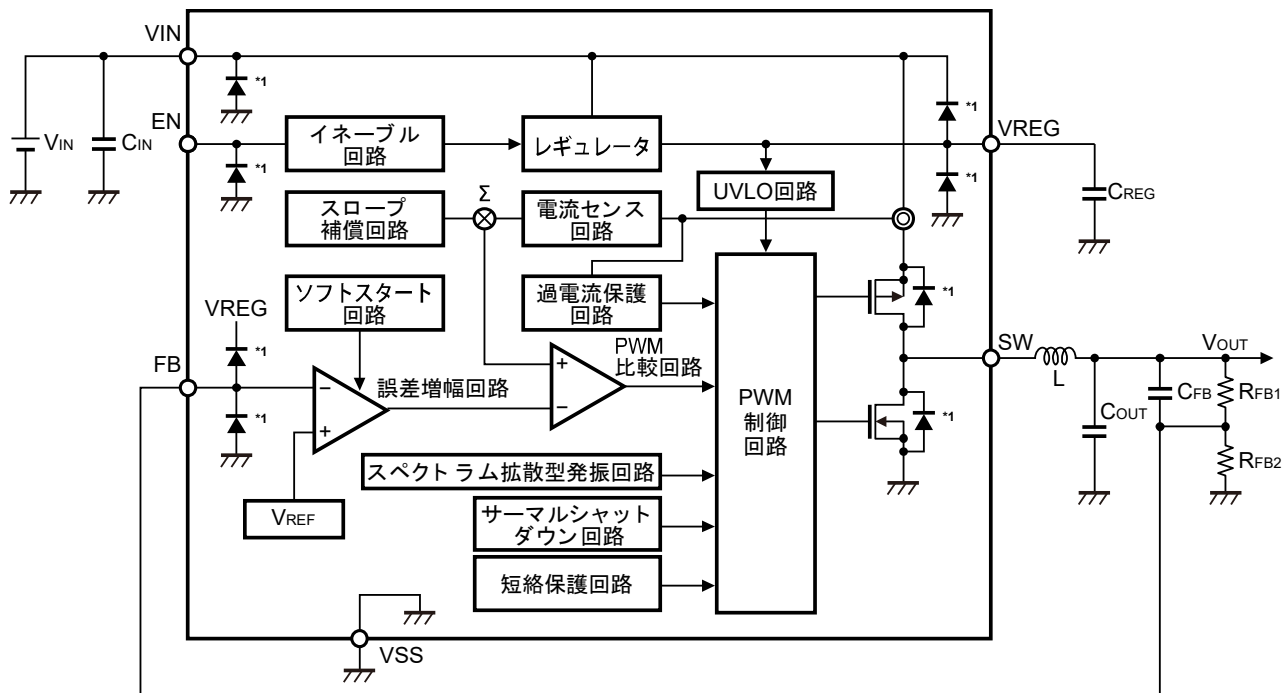 VIN
*1
*1
EN
イネーブル
回路
レギュレータ
VREG
VIN
CIN
*1
*1
UVLO回路
CREG
Σ
スロープ
補償回路
電流センス
回路
ソフトスタート
回路
過電流保護
回路
*1
VREG
*1
PWM
比較回路
SW
VOUT
FB
誤差増幅回路
+
−
−
+
L
*1
PWM
制御
回路
*1
COUT
CFB
RFB1
RFB2
スペクトラム拡散型発振回路
VREF
サーマルシャット
ダウン回路
短絡保護回路
VSS